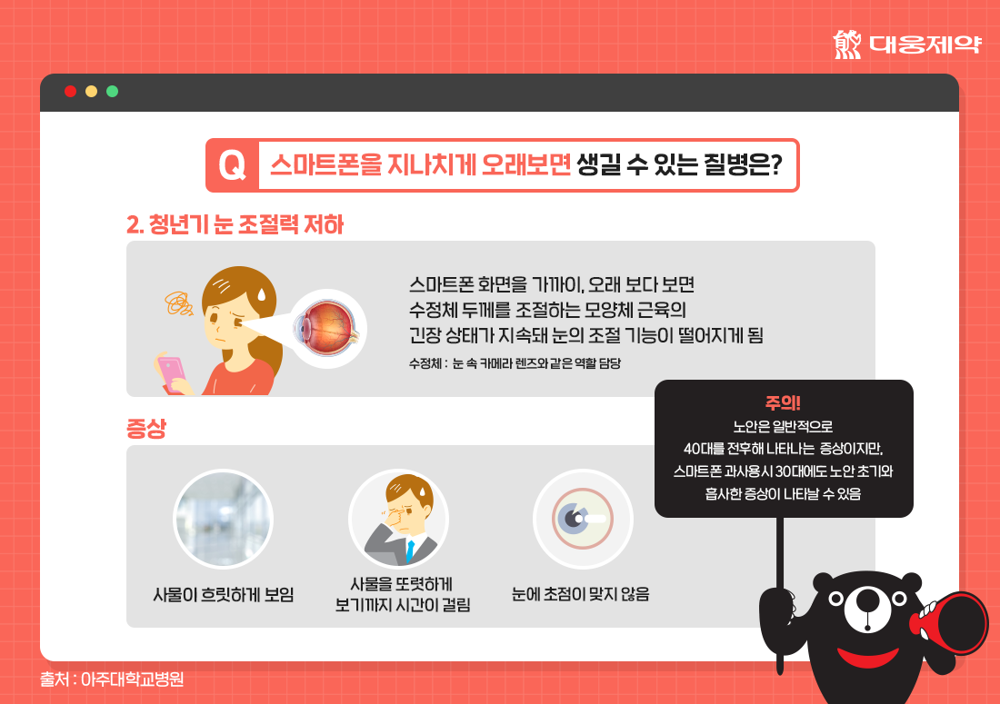 대웅제약
Q 스마트폰을 지나치게 오래보면 생길 수 있는 질병은?
2. 청년기 눈 조절력 저하
스마트폰 화면을 가까이, 오래 보다 보면
수정체 두께를 조절하는 모양체 근육의
긴장 상태가 지속돼 눈의 조절 기능이 떨어지게 됨
수정체 : 눈 속 카메라 렌즈와 같은 역할 담당
증상
사물이 흐릿하게 보임
사물을 또렷하게
보기까지 시간이 걸림
눈에 초점이 맞지 않음
주의!
노안은 일반적으로
40대를 전후해 나타나는 증상이지만,
스마트폰 과사용시 30대에도 노안 초기와
흡사한 증상이 나타날 수 있음
출처 : 아주대학교병원